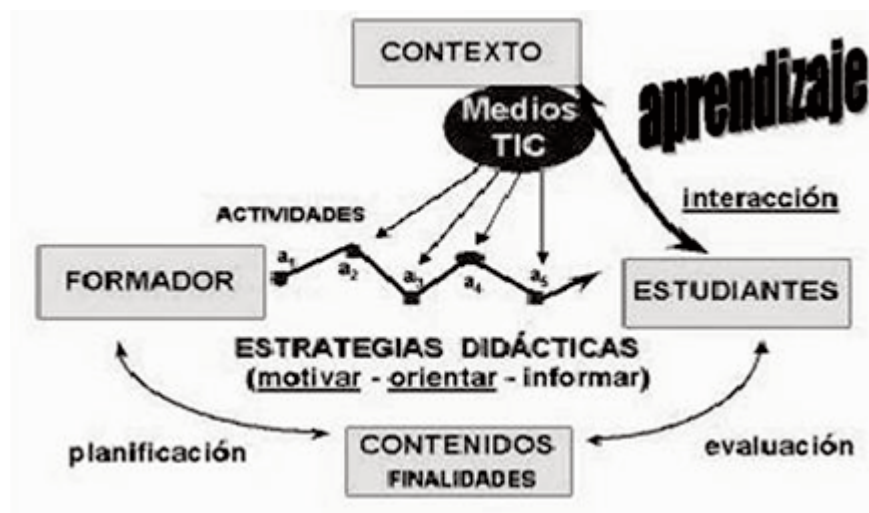 CONTEXTO
aprendizaje
Medios
TIC
interacción
ACTIVIDADES
FORMADOR
a1
a2
a3
a4
a5
ESTUDIANTES
ESTRATEGIAS DIDÁCTICAS
(motivar - orientar - informar)
planificación
CONTENIDOS
FINALIDADES
evaluación